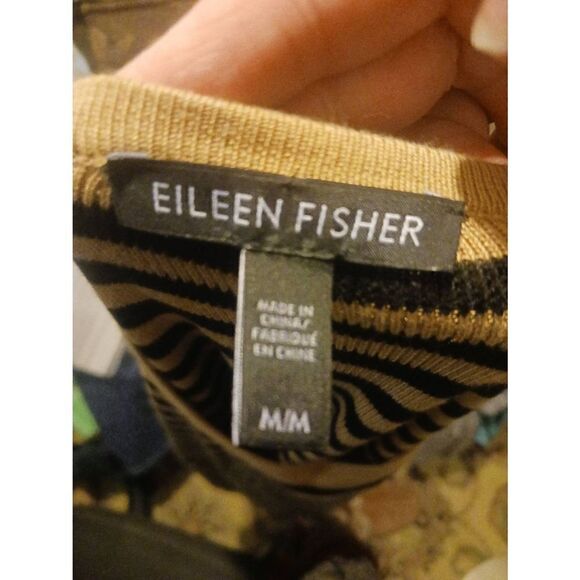 EILEEN FISHER
MADE IN
CHINA/
FABRIQUÉ
EN CHINE
M/M